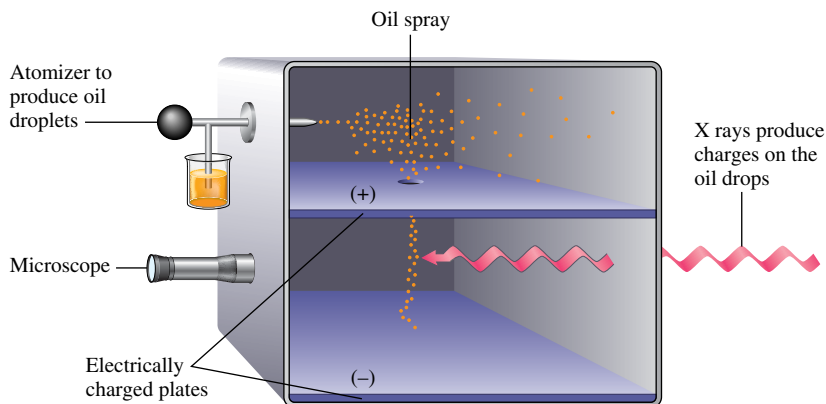 Oil spray
Atomizer to
produce oil
droplets
X rays produce
charges on the
oil drops
(+)
Microscope
Electrically
charged plates
(–)